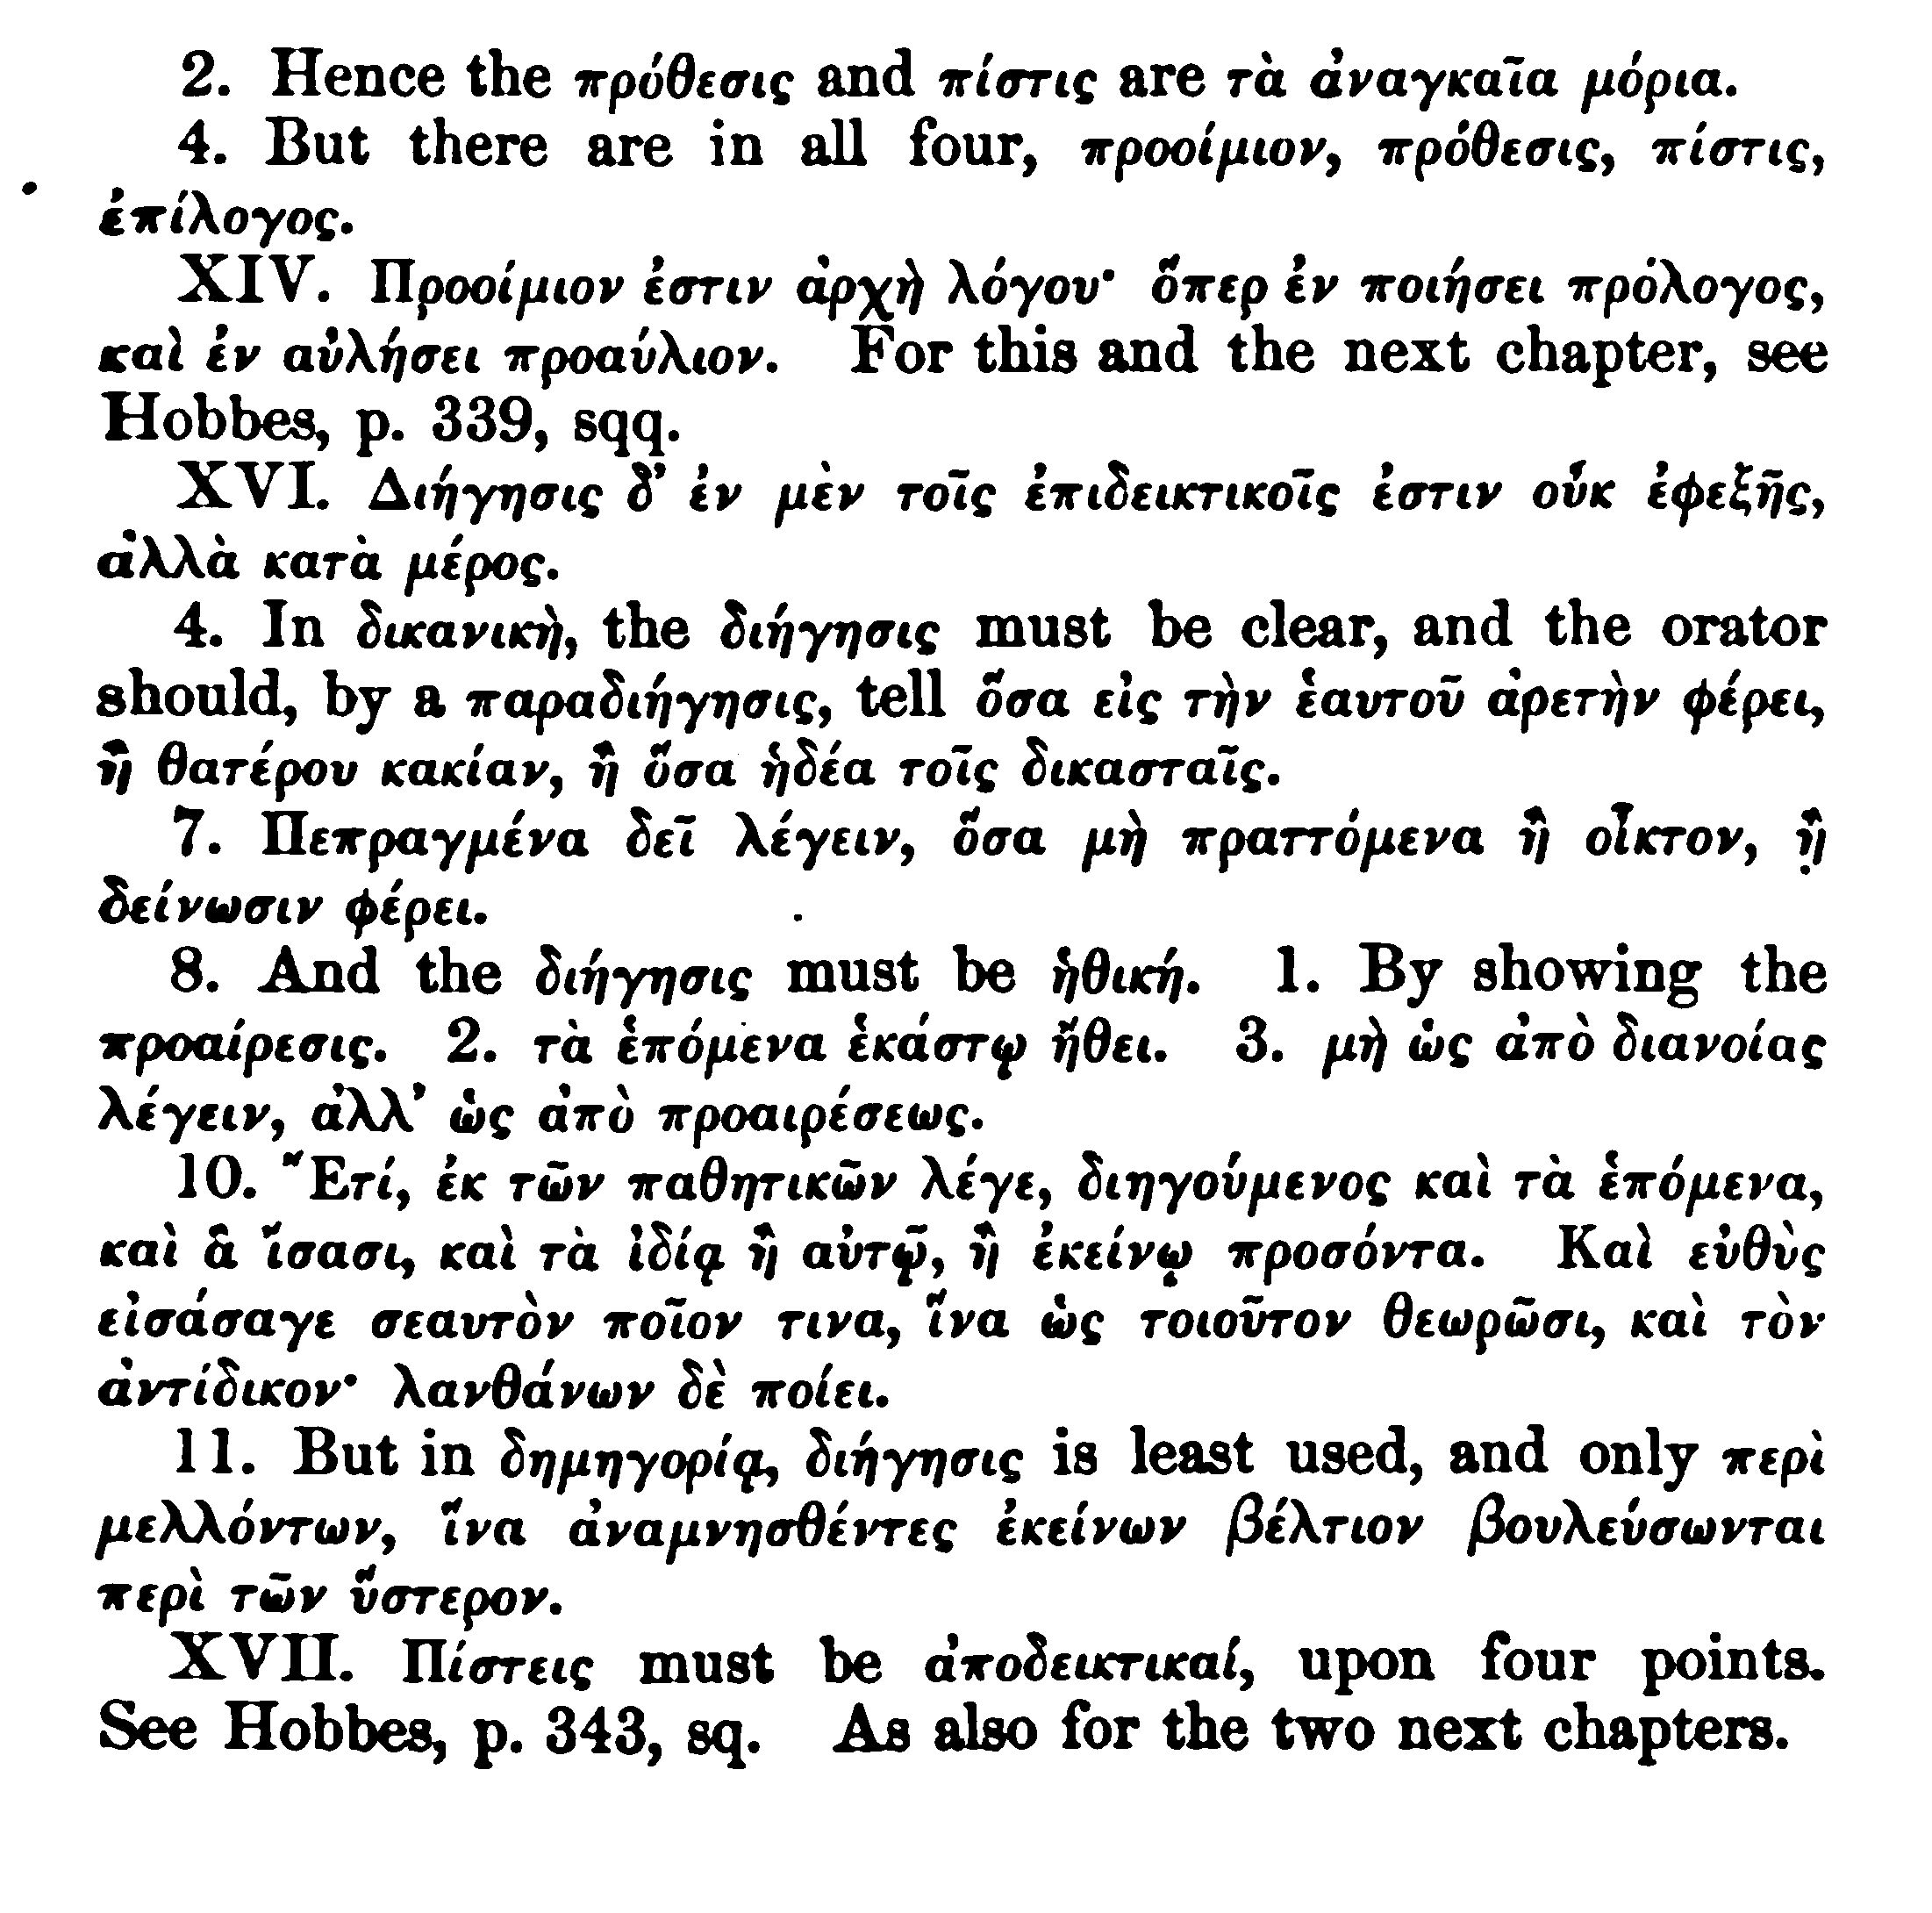 2. Hence the πρόθεσις and πίστις are τὰ ἀναγκαῖα μόρια.
4. But there are in all four, προοίμιον, πρόθεσις, πίστις,
ἐπίλογος.
XIV. Προοίμιον ἐστιν ἀρχὴ λόγου· ὅπερ ἐν ποιήσει πρόλογος,
καὶ ἐν αὐλήσει προαύλιον. For this and the next chapter, see
Hobbes, p. 339, sqq.
XVI. Διήγησις δ’ ἐν μὲν τοῖς ἐπιδεικτικοῖς ἐστιν οὔκ ἐφεξῆς,
ἀλλὰ κατὰ μέρος.
4. In δικανικὴ, the διήγησις must be clear, and the orator
should, by a παραδιήγησις, tell ὅσα εἰς τὴν ἑαυτοῦ ἀρετὴν φέρει,
ἢ θατέρου κακίαν, ἢ ὅσα ἡδέα τοῖς δικασταῖς.
7. Πεπραγμένα δεῖ λέγειν, ὅσα μὴ πραττόμενα ἢ οἶκτον, ἢ
δείνωσιν φέρει.
8. And the διήγησις must be ἠθική. 1. By showing the
προαίρεσις. 2. τὰ ἑπόμενα ἑκάστῳ ἤθει. 3. μὴ ὡς ἀπὸ διανοίας
λέγειν, ἀλλ’ ὡς ἀπὸ προαιρέσεως.
10. Ἔτί, ἐκ τῶν παθητικῶν λέγε, διηγούμενος καὶ τὰ ἑπόμενα,
καὶ ἃ ἴσασι, καὶ τὰ ἰδίᾳ ἢ αὐτῷ, ἢ ἐκείνῳ προσόντα. Καὶ εὐθὺς
εἰσάσαγε σεαυτὸν ποῖον τινα, ἵνα ὡς τοιοῦτον θεωρῶσι, καὶ τὸν
ἀντίδικον· λανθάνων δὲ ποίει.
11. But in δημηγορίᾳ, διήγησις is least used, and only περὶ
μελλόντων, ἵνα ἀναμνησθέντες ἐκείνων βέλτιον βουλεύσωνται
περὶ τῶν ὕστερον.
XVII. Πίστεις must be ἀποδεικτικαί, upon four points.
See Hobbes, p. 343, sq. As also for the two next chapters.